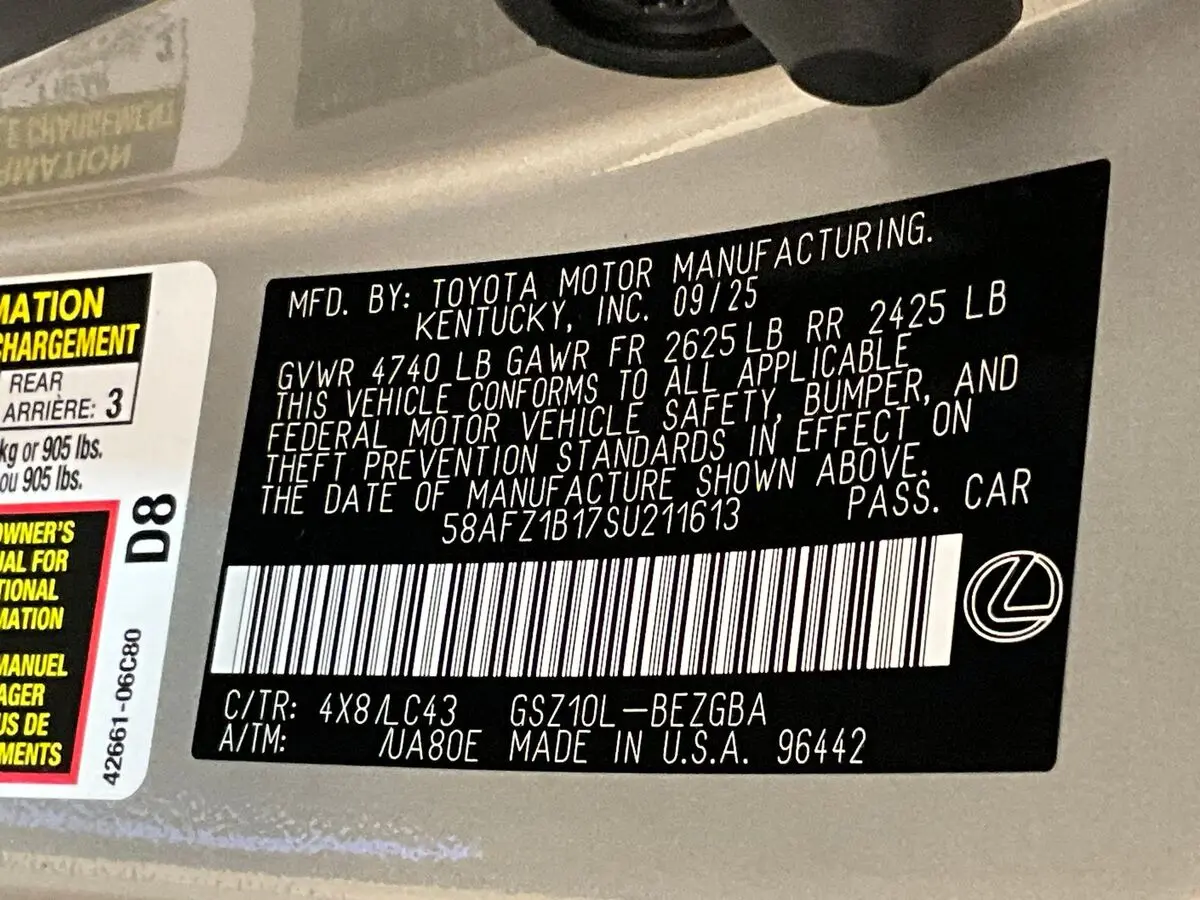 MATION
CHARGEMENT
REAR
ARRIÈRE: 3
kg or 905 lbs.
ou 905 lbs.
OWNER'S
UAL FOR
TIONAL
MATION
MANUEL
AGER
US DE
MENTS
D8
42661-06C80
MFD. BY: TOYOTA MOTOR MANUFACTURING.
KENTUCKY, INC. 09/25
GVWR 4740 LB GAWR FR 2625 LB RR 2425 LB
THIS VEHICLE CONFORMS TO ALL APPLICABLE
FEDERAL MOTOR VEHICLE SAFETY, BUMPER, AND
THEFT PREVENTION STANDARDS IN EFFECT ON
THE DATE OF MANUFACTURE SHOWN ABOVE.
58AFZ1B17SU211613 PASS. CAR
C/TR: 4X8/LC43 GSZ10L-BEZGBA
A/TM: /UA80E MADE IN U.S.A. 96442